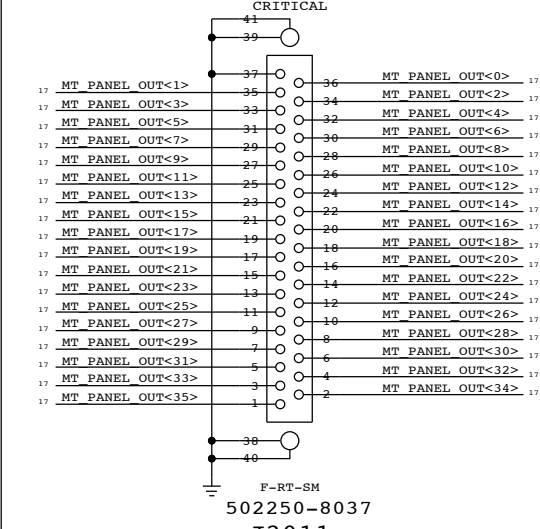 CRITICAL
41
39
37
36 MT_PANEL_OUT<0> 17
17 MT_PANEL_OUT<1> 35
34 MT_PANEL_OUT<2> 17
17 MT_PANEL_OUT<3> 33
32 MT_PANEL_OUT<4> 17
17 MT_PANEL_OUT<5> 31
30 MT_PANEL_OUT<6> 17
17 MT_PANEL_OUT<7> 29
28 MT_PANEL_OUT<8> 17
17 MT_PANEL_OUT<9> 27
26 MT_PANEL_OUT<10> 17
17 MT_PANEL_OUT<11> 25
24 MT_PANEL_OUT<12> 17
17 MT_PANEL_OUT<13> 23
22 MT_PANEL_OUT<14> 17
17 MT_PANEL_OUT<15> 21
20 MT_PANEL_OUT<16> 17
17 MT_PANEL_OUT<17> 19
18 MT_PANEL_OUT<18> 17
17 MT_PANEL_OUT<19> 17
16 MT_PANEL_OUT<20> 17
17 MT_PANEL_OUT<21> 15
14 MT_PANEL_OUT<22> 17
17 MT_PANEL_OUT<23> 13
12 MT_PANEL_OUT<24> 17
17 MT_PANEL_OUT<25> 11
10 MT_PANEL_OUT<26> 17
17 MT_PANEL_OUT<27> 9
8 MT_PANEL_OUT<28> 17
17 MT_PANEL_OUT<29> 7
6 MT_PANEL_OUT<30> 17
17 MT_PANEL_OUT<31> 5
4 MT_PANEL_OUT<32> 17
17 MT_PANEL_OUT<33> 3
2 MT_PANEL_OUT<34> 17
17 MT_PANEL_OUT<35> 1
38
40
F-RT-SM
502250-8037